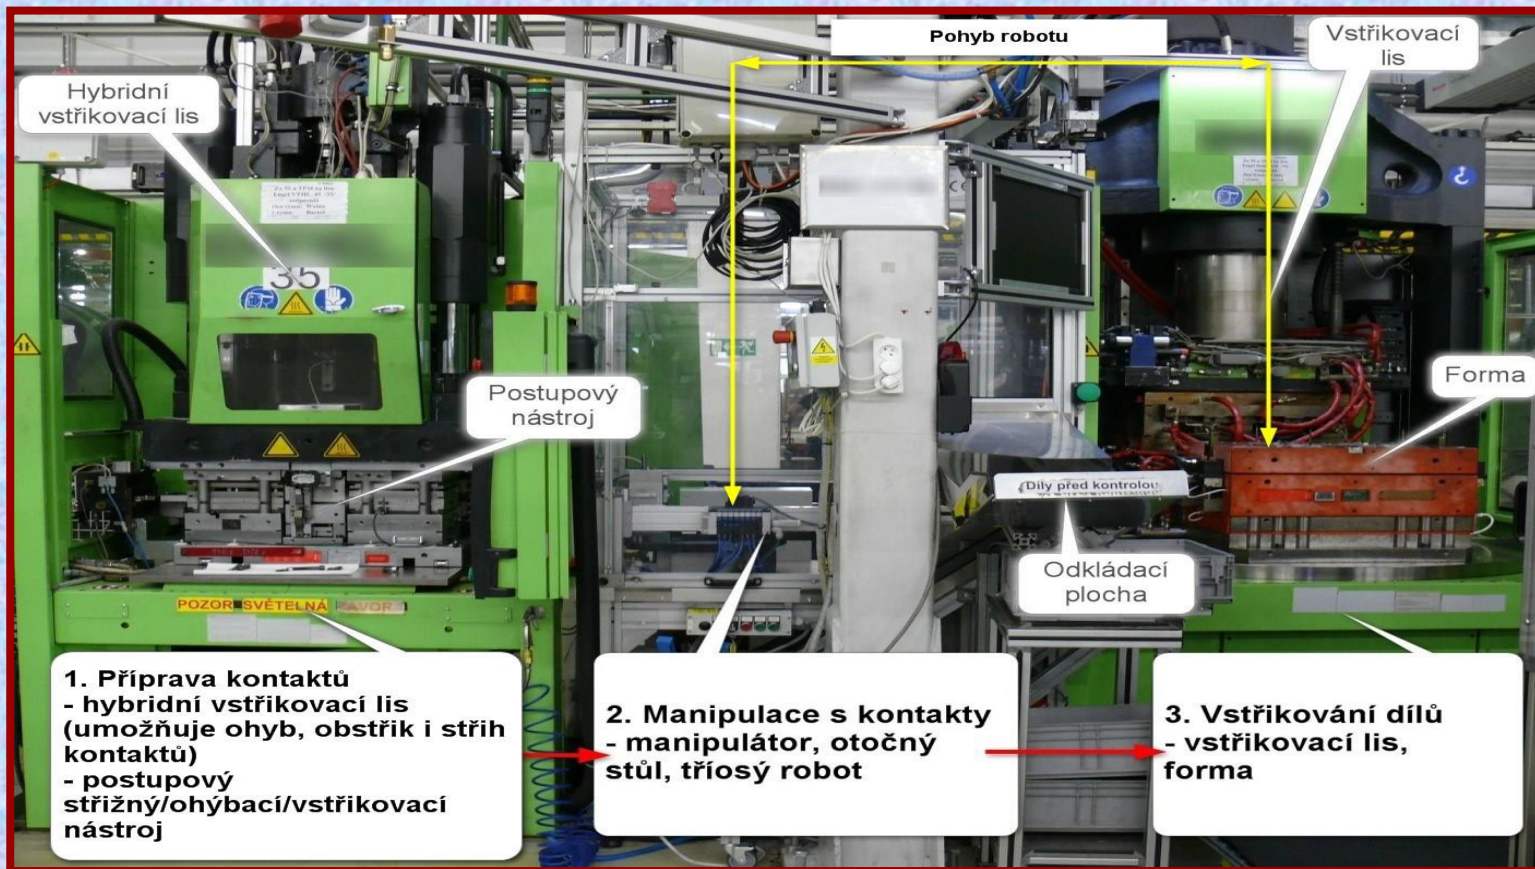 Pohyb robotu
Vstřikovací
lis
Hybridní
vstřikovací lis
35
Postupový
nástroj
Forma
(Díly před kontrolou
Odkládací
plocha
POZOR SVĚTELNÁ ZÁVORA
1. Příprava kontaktů
- hybridní vstřikovací lis
(umožňuje ohyb, obstřik i střih
kontaktů)
- postupový
střižný/ohýbací/vstřikovací
nástroj
2. Manipulace s kontakty
- manipulátor, otočný
stůl, tříosý robot
3. Vstřikování dílů
- vstřikovací lis,
forma